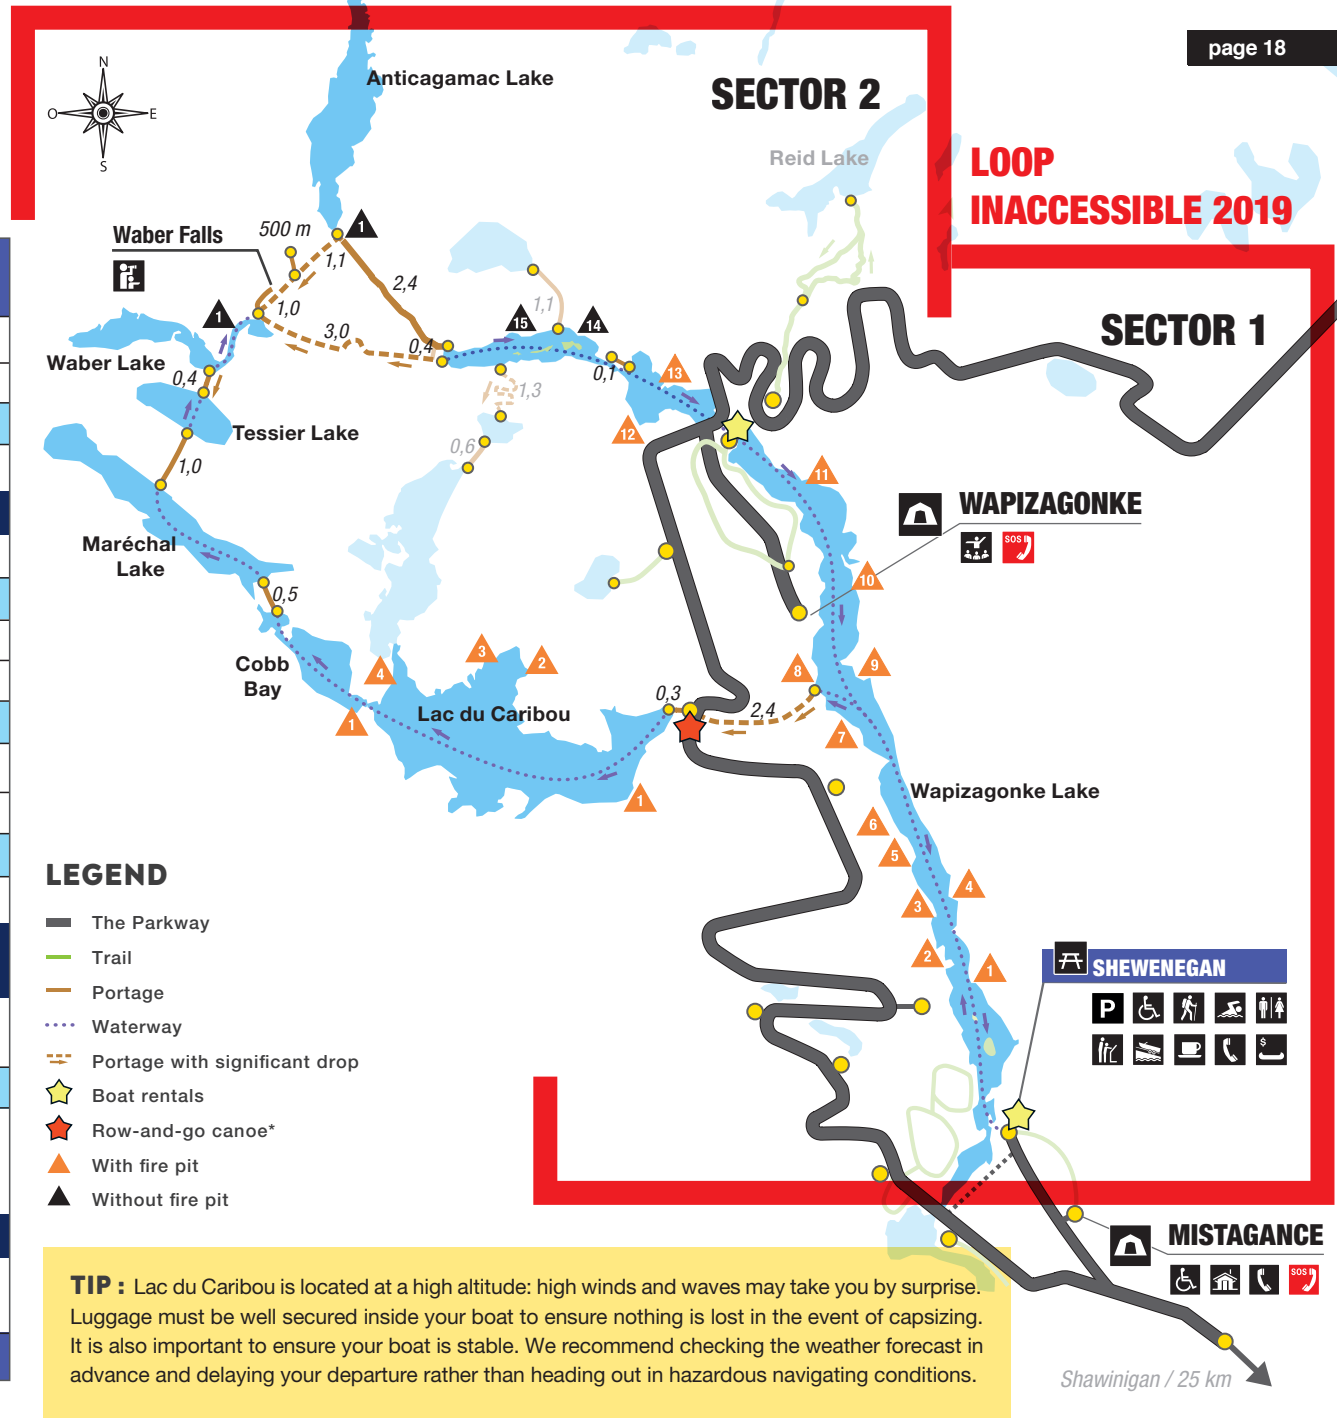 page 18
N
O
E
S
Anticagamac Lake
SECTOR 2
Reid Lake
LOOP
INACCESSIBLE 2019
SECTOR 1
Waber Falls
500 m
1
1,1
2,4
1
1,0
3,0
0,4
15
14
1,1
0,1
13
12
Waber Lake
0,4
1,3
Tessier Lake
0,6
1,0
11
WAPIZAGONKE
SOS
Maréchal
Lake
10
0,5
Cobb
Bay
4
3
2
8
9
0,3
2,4
Lac du Caribou
1
7
1
Wapizagonke Lake
6
5
4
3
2
1
LEGEND
The Parkway
Trail
Portage
Waterway
Portage with significant drop
Boat rentals
Row-and-go canoe*
With fire pit
Without fire pit
SHEWENEGAN
P
$
MISTAGANCE
SOS
TIP : Lac du Caribou is located at a high altitude: high winds and waves may take you by surprise.
Luggage must be well secured inside your boat to ensure nothing is lost in the event of capsizing.
It is also important to ensure your boat is stable. We recommend checking the weather forecast in
advance and delaying your departure rather than heading out in hazardous navigating conditions.
Shawinigan / 25 km